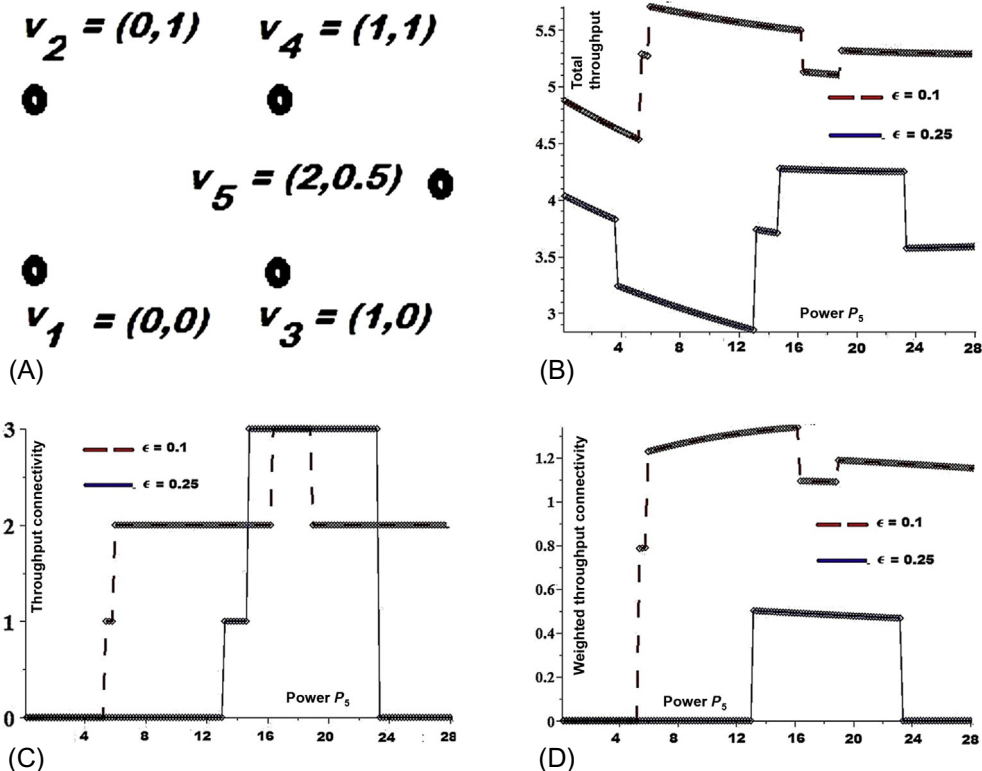 v2 = (0,1) v4 = (1,1)
v5 = (2,0.5)
v1 = (0,0) v3 = (1,0)
(A)
Total throughput
5.5
5
4.5
4
3.5
3
ϵ = 0.1
ϵ = 0.25
Power P5
4 8 12 16 20 24 28
(B)
Throughput connectivity
3
2
1
0
ϵ = 0.1
ϵ = 0.25
Power P5
4 8 12 16 20 24 28
(C)
Weighted throughput connectivity
1.2
1
0.8
0.6
0.4
0.2
0
ϵ = 0.1
ϵ = 0.25
Power P5
4 8 12 16 20 24 28
(D)